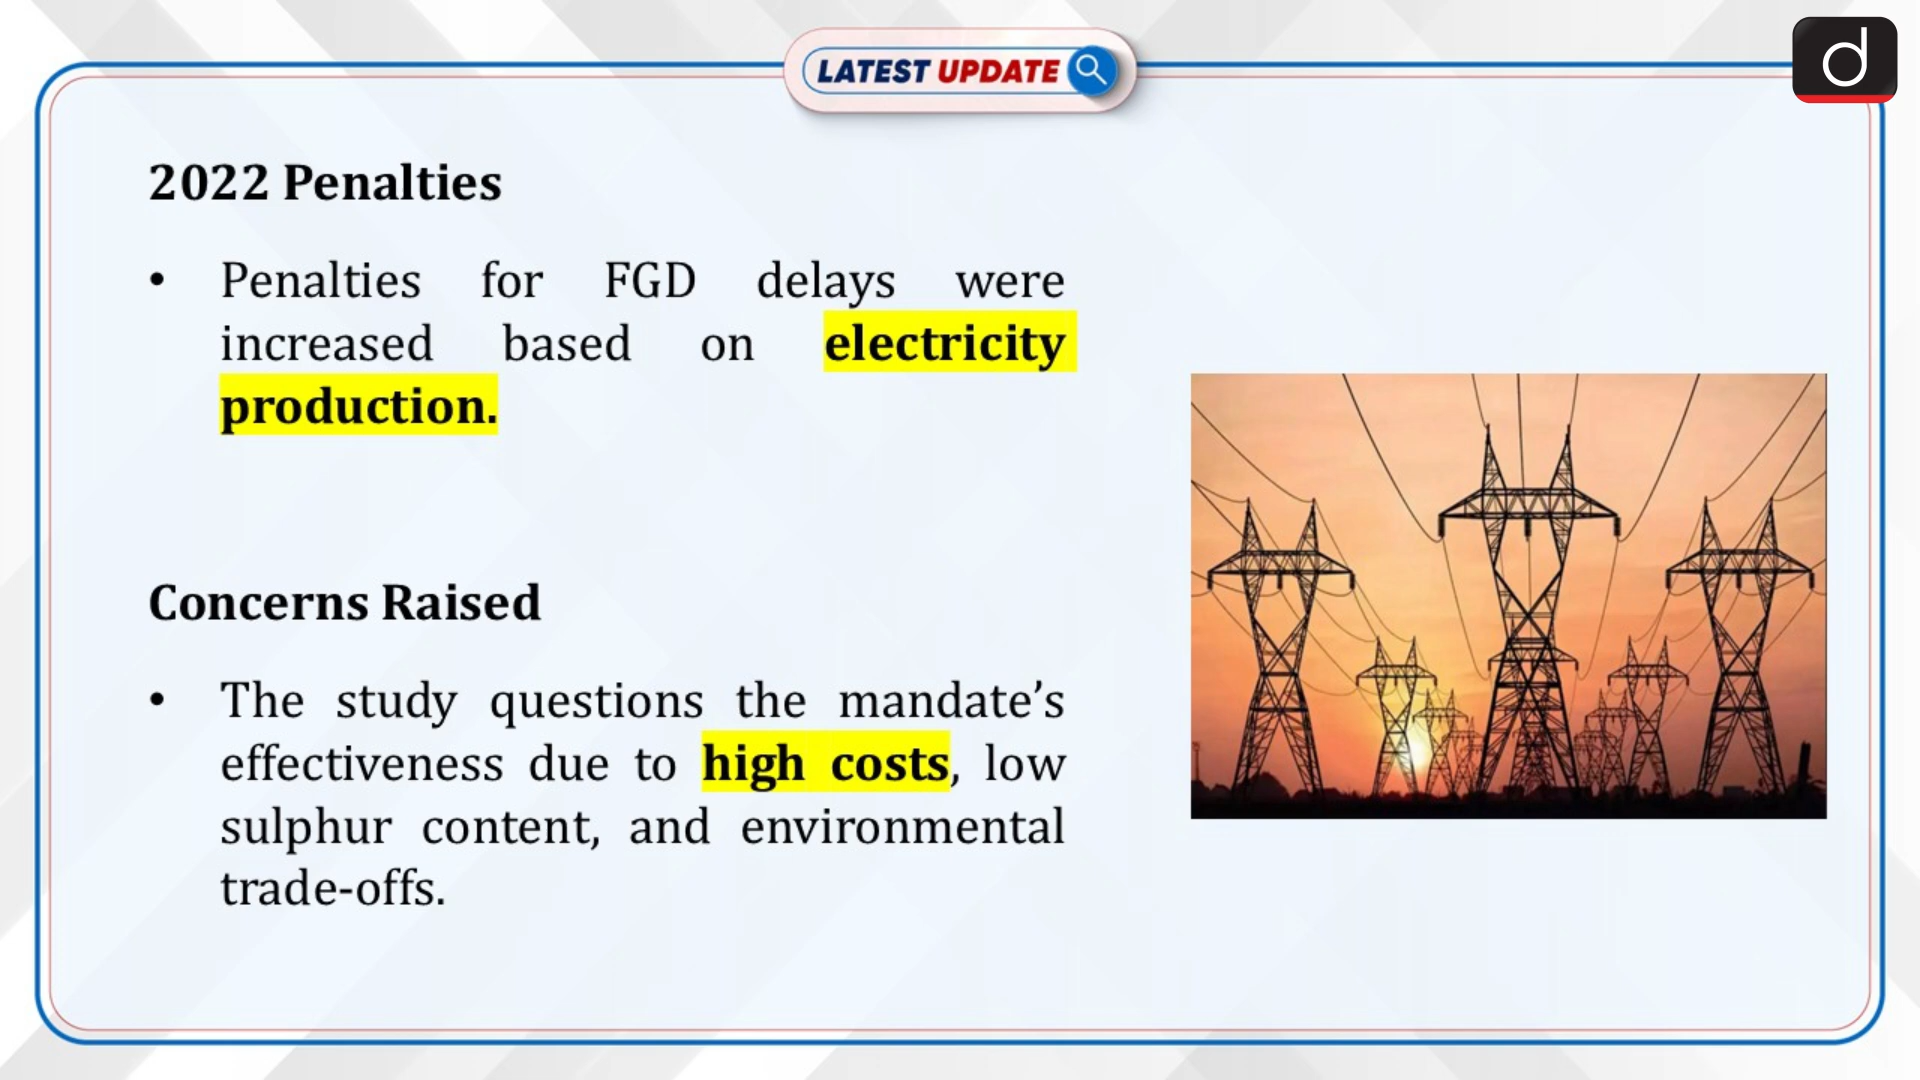 LATEST UPDATE
d
2022 Penalties
• Penalties for FGD delays were
increased based on electricity
production.
Concerns Raised
• The study questions the mandate’s
effectiveness due to high costs, low
sulphur content, and environmental
trade-offs.